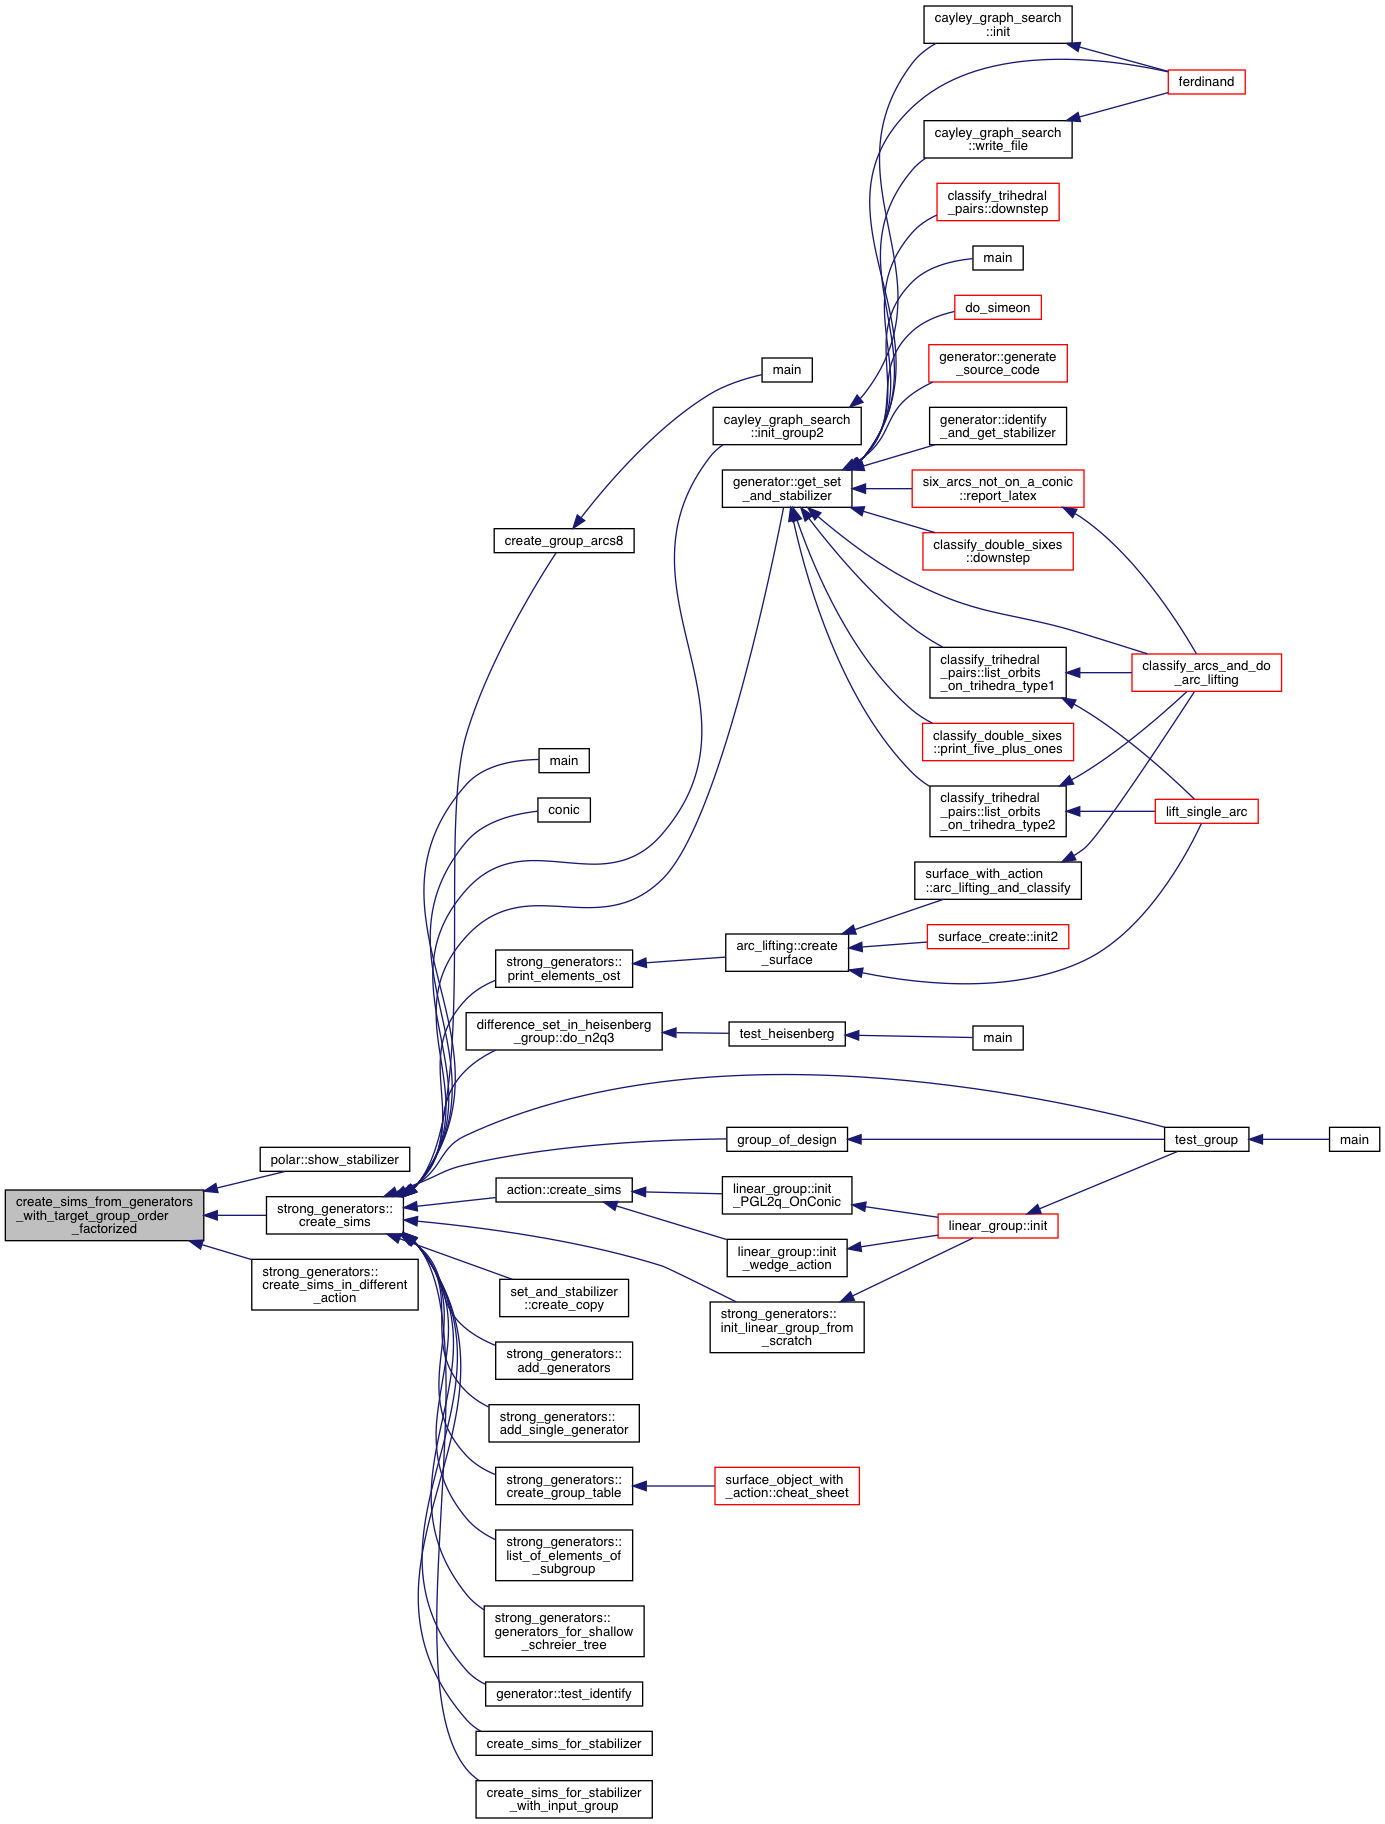 cayley_graph_search
::init
ferdinand
cayley_graph_search
::write_file
classify_trihedral
_pairs::downstep
main
do_simeon
generator::generate
_source_code
main
cayley_graph_search
::init_group2
generator::identify
_and_get_stabilizer
generator::get_set
_and_stabilizer
six_arcs_not_on_a_conic
::report_latex
create_group_arcs8
classify_double_sixes
::downstep
classify_trihedral
_pairs::list_orbits
_on_trihedra_type1
classify_arcs_and_do
_arc_lifting
classify_double_sixes
::print_five_plus_ones
main
conic
classify_trihedral
_pairs::list_orbits
_on_trihedra_type2
lift_single_arc
surface_with_action
::arc_lifting_and_classify
surface_create::init2
arc_lifting::create
_surface
strong_generators::
print_elements_ost
difference_set_in_heisenberg
_group::do_n2q3
test_heisenberg
main
group_of_design
test_group
main
polar::show_stabilizer
create_sims_from_generators
_with_target_group_order
_factorized
strong_generators::
create_sims
action::create_sims
linear_group::init
_PGL2q_OnConic
linear_group::init
linear_group::init
_wedge_action
strong_generators::
create_sims_in_different
_action
set_and_stabilizer
::create_copy
strong_generators::
init_linear_group_from
_scratch
strong_generators::
add_generators
strong_generators::
add_single_generator
strong_generators::
create_group_table
surface_object_with
_action::cheat_sheet
strong_generators::
list_of_elements_of
_subgroup
strong_generators::
generators_for_shallow
_schreier_tree
generator::test_identify
create_sims_for_stabilizer
create_sims_for_stabilizer
_with_input_group